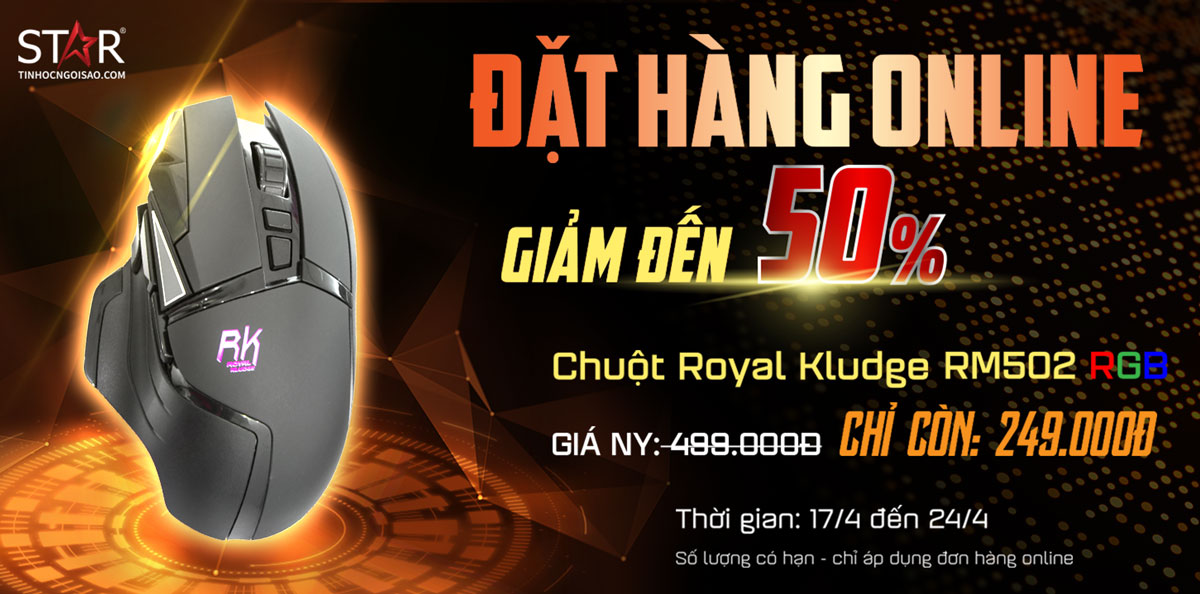 STAR®
TINHOCNGOISAO.COM
ĐẶT HÀNG ONLINE
GIẢM ĐẾN 50%
RK
ROYAL
KLUDGE
Chuột Royal Kludge RM502 RGB
GIÁ NY: 499.000Đ CHỈ CÒN: 249.000Đ
Thời gian: 17/4 đến 24/4
Số lượng có hạn - chỉ áp dụng đơn hàng online